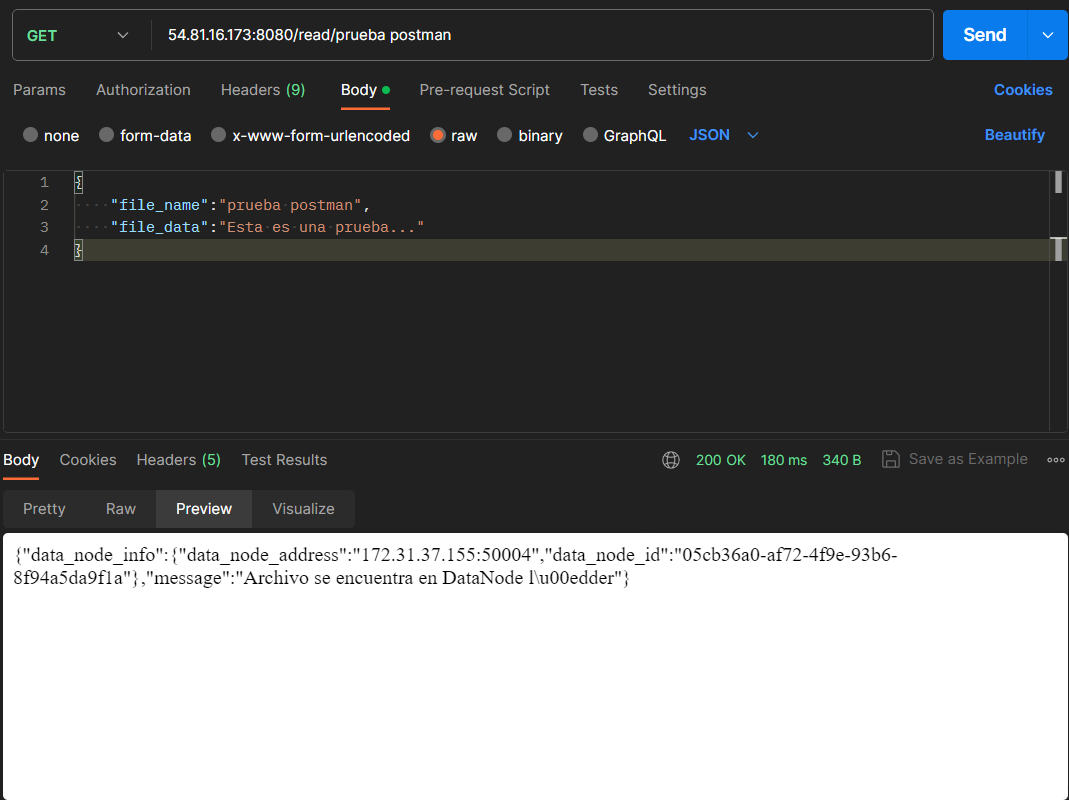 GET 54.81.16.173:8080/read/prueba postman Send
Params Authorization Headers (9) Body Pre-request Script Tests Settings Cookies
none form-data x-www-form-urlencoded raw binary GraphQL JSON Beautify
1 {
2 ····"file_name":"prueba·postman",
3 ····"file_data":"Esta·es·una·prueba..."
4 }
Body Cookies Headers (5) Test Results 200 OK 180 ms 340 B Save as Example
Pretty Raw Preview Visualize
{"data_node_info":{"data_node_address":"172.31.37.155:50004","data_node_id":"05cb36a0-af72-4f9e-93b6-
8f94a5da9f1a"},"message":"Archivo se encuentra en DataNode l\u00edder"}